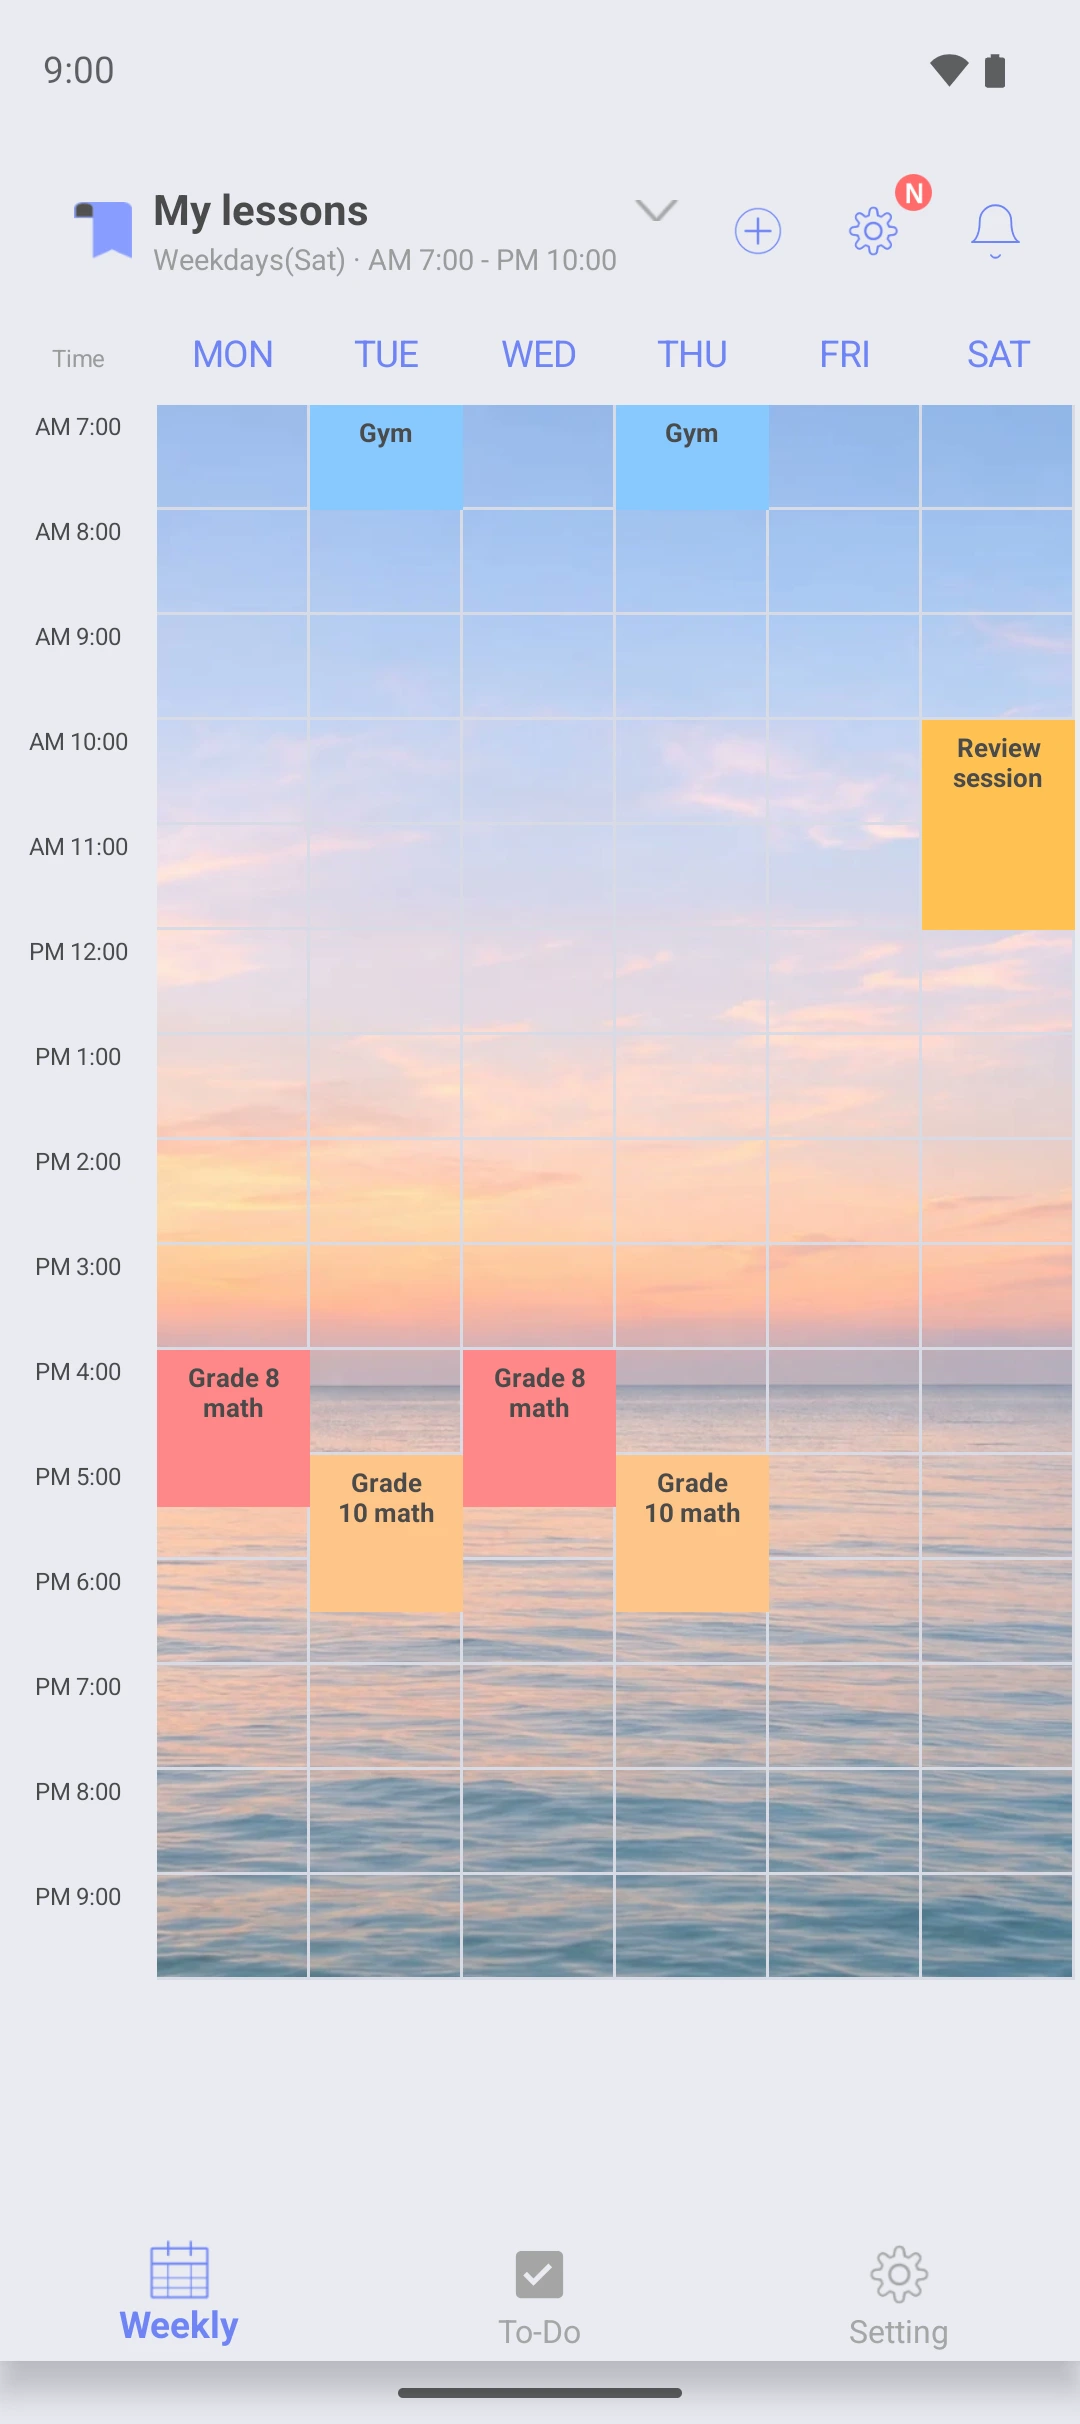 9:00
My lessons
N
Weekdays(Sat) · AM 7:00 - PM 10:00
Time
MON
TUE
WED
THU
FRI
SAT
AM 7:00
Gym
Gym
AM 8:00
AM 9:00
AM 10:00
Review
session
AM 11:00
PM 12:00
PM 1:00
PM 2:00
PM 3:00
PM 4:00
Grade 8
math
Grade 8
math
PM 5:00
Grade
10 math
Grade
10 math
PM 6:00
PM 7:00
PM 8:00
PM 9:00
Weekly
To-Do
Setting